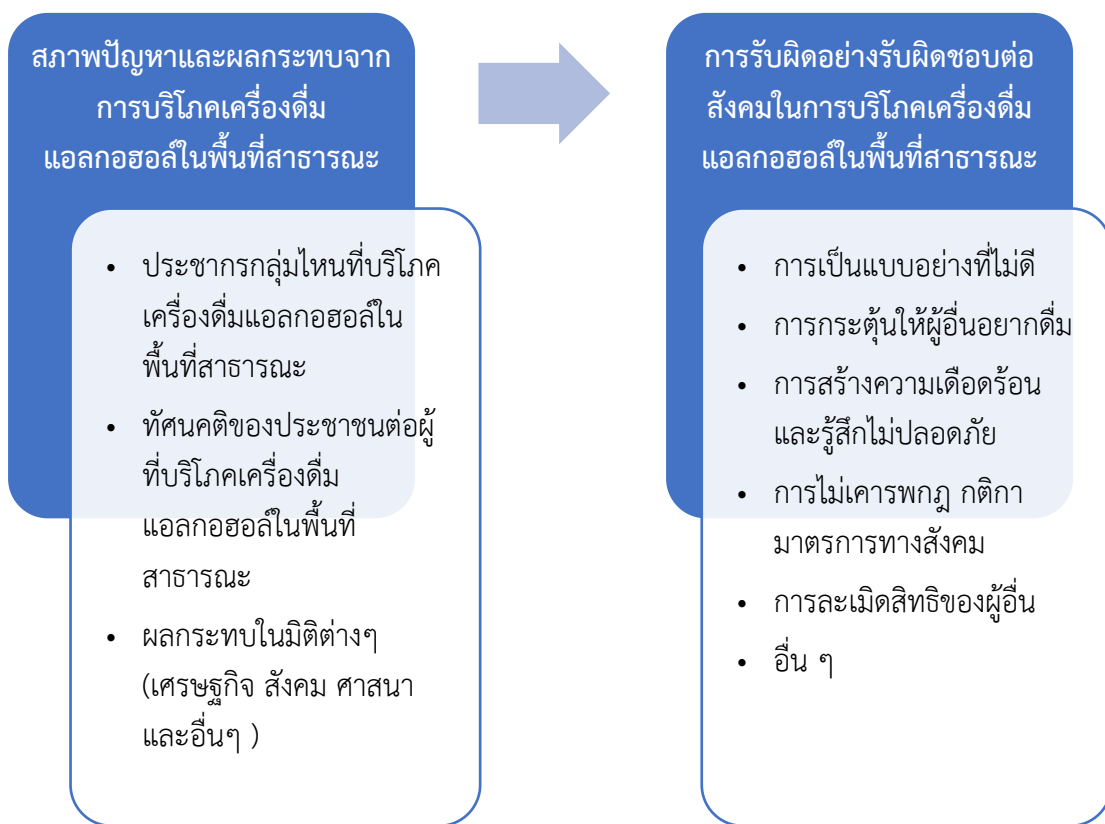 สภาพปัญหาและผลกระทบจาก
การบริโภคเครื่องดื่ม
แอลกอฮอล์ในพื้นที่สาธารณะ
• ประชากรกลุ่มไหนที่บริโภค
เครื่องดื่มแอลกอฮอล์ใน
พื้นที่สาธารณะ
• ทัศนคติของประชาชนต่อผู้
ที่บริโภคเครื่องดื่ม
แอลกอฮอล์ในพื้นที่
สาธารณะ
• ผลกระทบในมิติต่างๆ
(เศรษฐกิจ สังคม ศาสนา
และอื่นๆ )
การรับผิดอย่างรับผิดชอบต่อ
สังคมในการบริโภคเครื่องดื่ม
แอลกอฮอล์ในพื้นที่สาธารณะ
• การเป็นแบบอย่างที่ไม่ดี
• การกระตุ้นให้ผู้อื่นอยากดื่ม
• การสร้างความเดือดร้อน
และรู้สึกไม่ปลอดภัย
• การไม่เคารพกฎ กติกา
มาตรการทางสังคม
• การละเมิดสิทธิของผู้อื่น
• อื่น ๆ